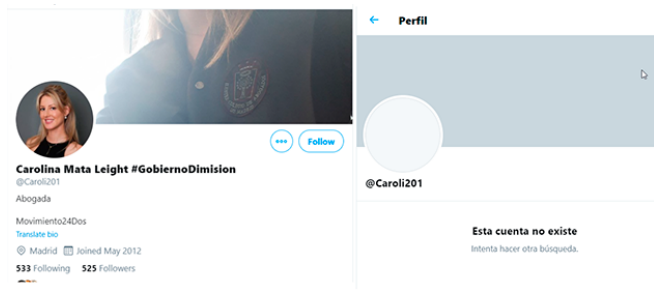 Carolina Mata Leight #GobiernoDimision
@Caroli201
Abogada
Movimiento24Dos
Translate bio
Madrid Joined May 2012
533 Following 525 Followers
Follow
Perfil
@Caroli201
Esta cuenta no existe
Intenta hacer otra búsqueda.